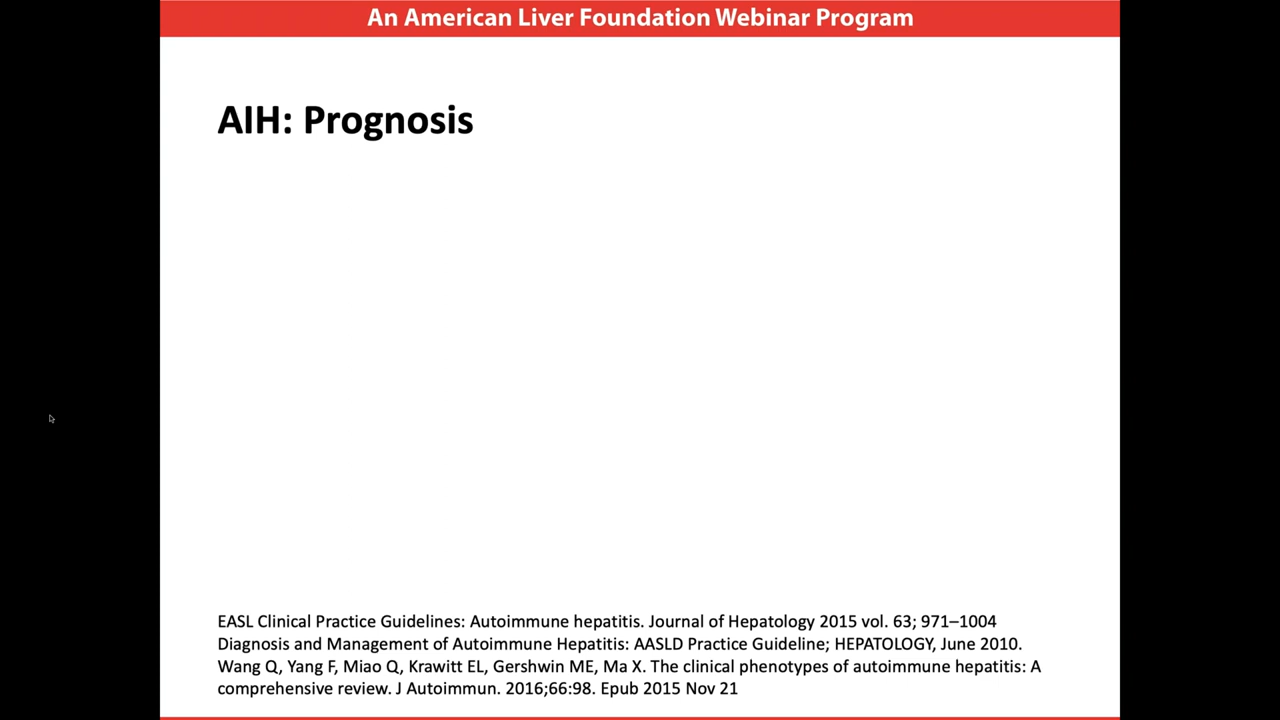 An American Liver Foundation Webinar Program
AIH: Prognosis
EASL Clinical Practice Guidelines: Autoimmune hepatitis. Journal of Hepatology 2015 vol. 63; 971–1004
Diagnosis and Management of Autoimmune Hepatitis: AASLD Practice Guideline; HEPATOLOGY, June 2010.
Wang Q, Yang F, Miao Q, Krawitt EL, Gershwin ME, Ma X. The clinical phenotypes of autoimmune hepatitis: A
comprehensive review. J Autoimmun. 2016;66:98. Epub 2015 Nov 21